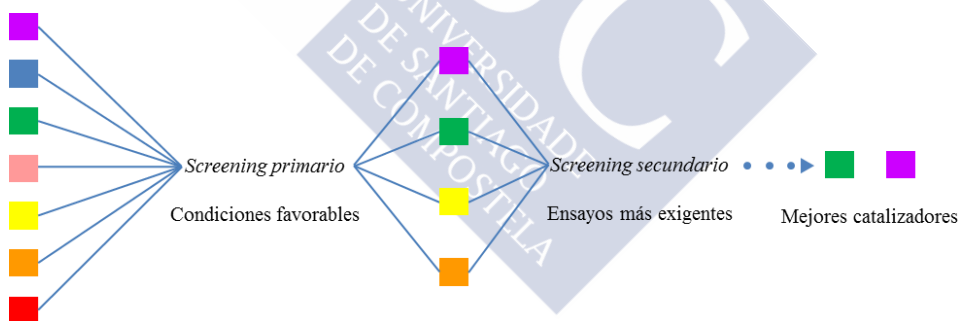 UNIVERSIDADE
DE SANTIAGO
DE COMPOSTELA
Screening primario
Condiciones favorables
Screening secundario
Ensayos más exigentes
Mejores catalizadores